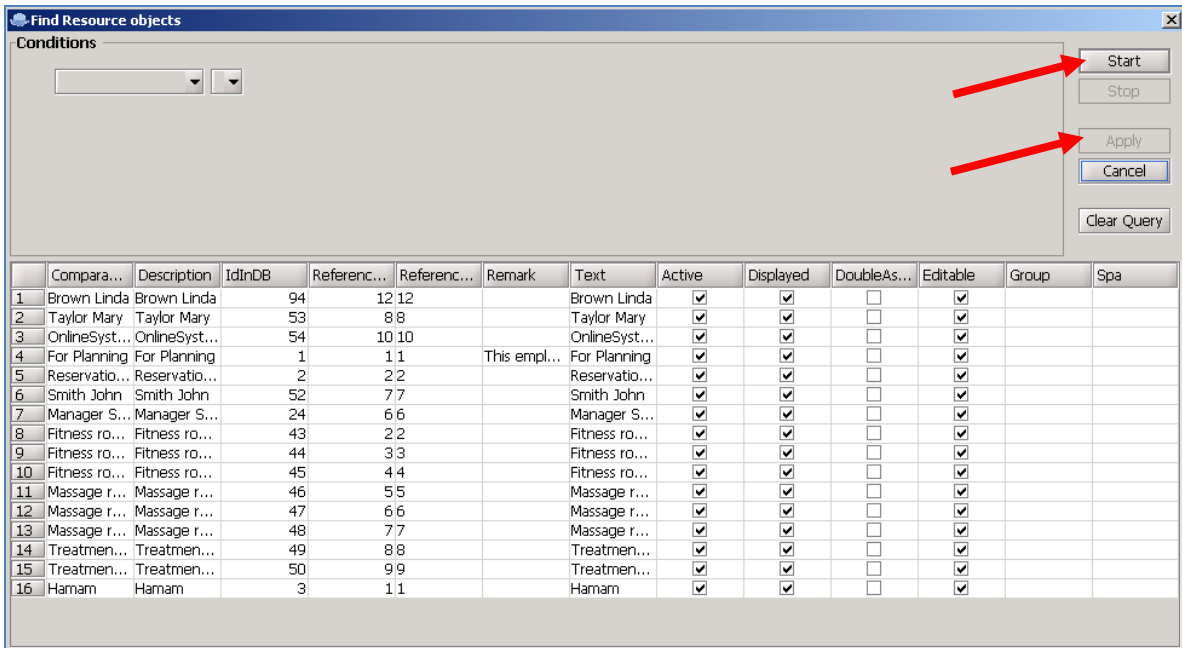 Find Resource objects
Conditions
Start
Stop
Apply
Cancel
Clear Query
Compara... Description IdInDB Referenc... Referenc... Remark Text Active Displayed DoubleAs... Editable Group Spa
1 Brown Linda Brown Linda 94 12 12 Brown Linda
2 Taylor Mary Taylor Mary 53 8 8 Taylor Mary
3 OnlineSyst... OnlineSyst... 54 10 10 OnlineSyst...
4 For Planning For Planning 1 1 1 This empl... For Planning
5 Reservatio... Reservatio... 2 2 2 Reservatio...
6 Smith John Smith John 52 7 7 Smith John
7 Manager S... Manager S... 24 6 6 Manager S...
8 Fitness ro... Fitness ro... 43 2 2 Fitness ro...
9 Fitness ro... Fitness ro... 44 3 3 Fitness ro...
10 Fitness ro... Fitness ro... 45 4 4 Fitness ro...
11 Massage r... Massage r... 46 5 5 Massage r...
12 Massage r... Massage r... 47 6 6 Massage r...
13 Massage r... Massage r... 48 7 7 Massage r...
14 Treatmen... Treatmen... 49 8 8 Treatmen...
15 Treatmen... Treatmen... 50 9 9 Treatmen...
16 Hamam Hamam 3 1 1 Hamam